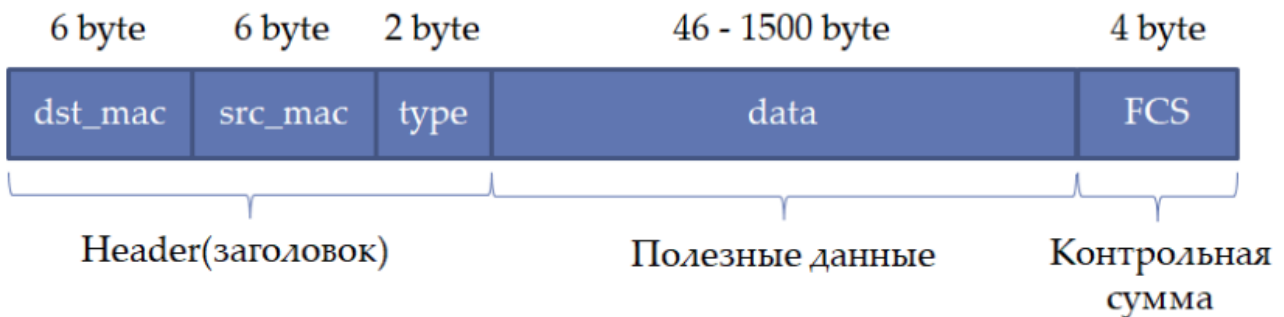 6 byte 6 byte 2 byte 46 - 1500 byte 4 byte
dst_mac src_mac type data FCS
Header(заголовок) Полезные данные Контрольная
сумма